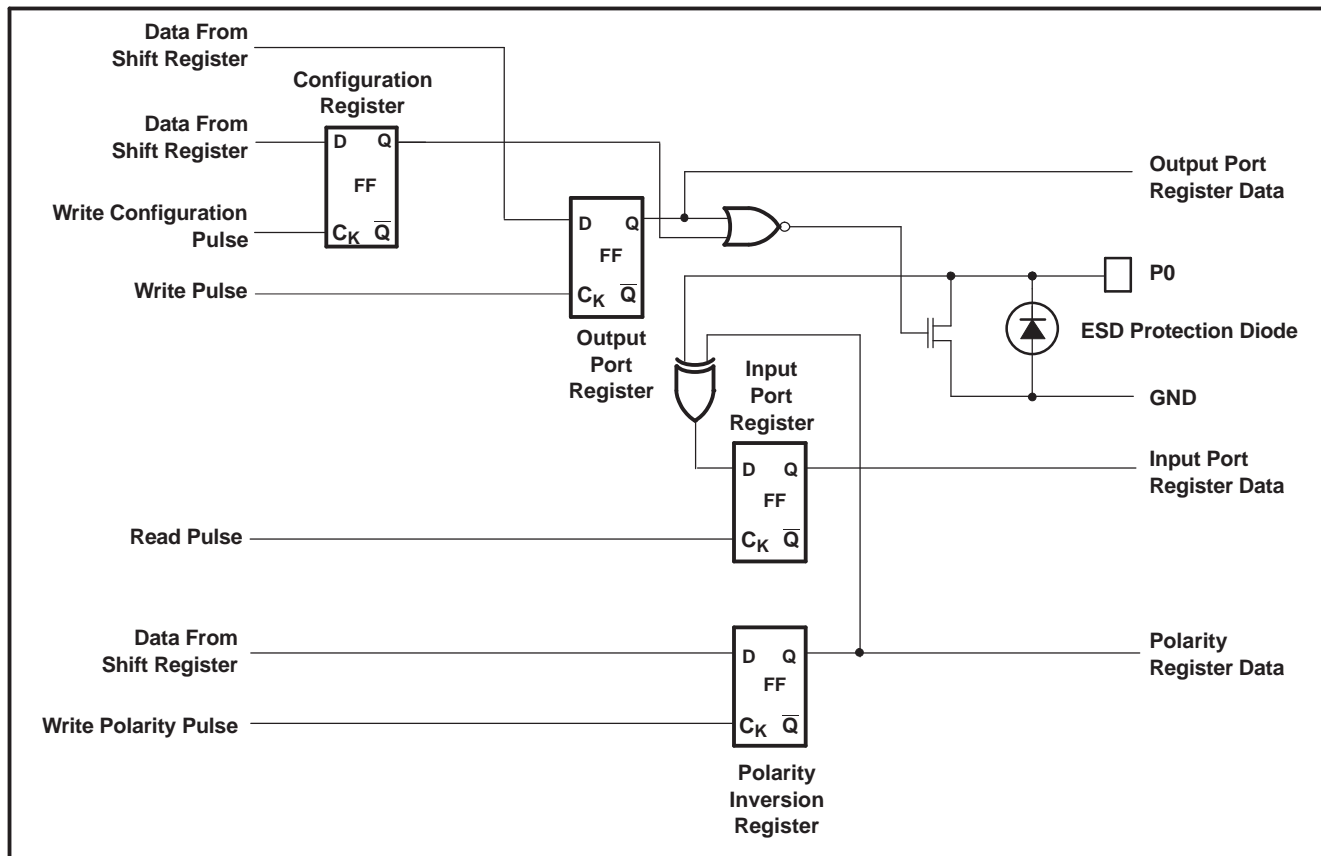 Data From
Shift Register
Configuration
Register
Data From
Shift Register
D Q
FF
CK Q̅
Write Configuration
Pulse
Output Port
Register Data
D Q
FF
CK Q̅
Write Pulse
P0
ESD Protection Diode
Output
Port
Register
Input
Port
Register
GND
D Q
FF
CK Q̅
Input Port
Register Data
Read Pulse
Data From
Shift Register
D Q
FF
CK Q̅
Polarity
Register Data
Write Polarity Pulse
Polarity
Inversion
Register